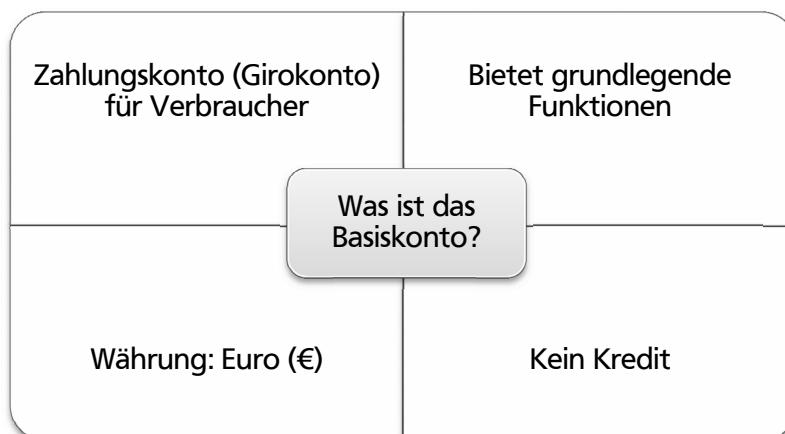 Zahlungskonto (Girokonto)
für Verbraucher
Bietet grundlegende
Funktionen
Was ist das
Basiskonto?
Währung: Euro (€)
Kein Kredit